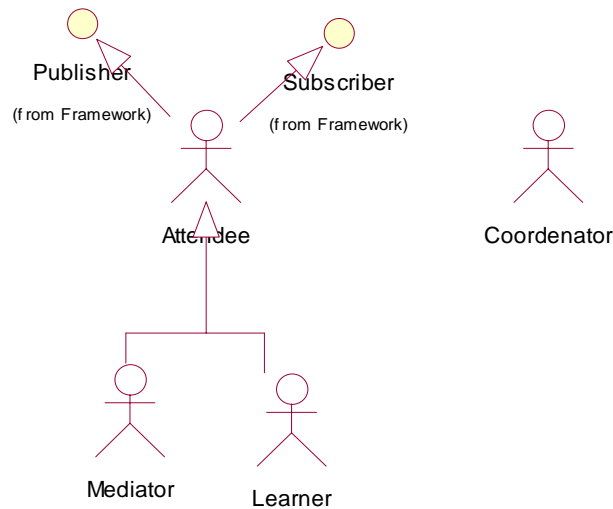 Publisher
(from Framework)
Subscriber
(from Framework)
Attendee
Coordenator
Mediator
Learner